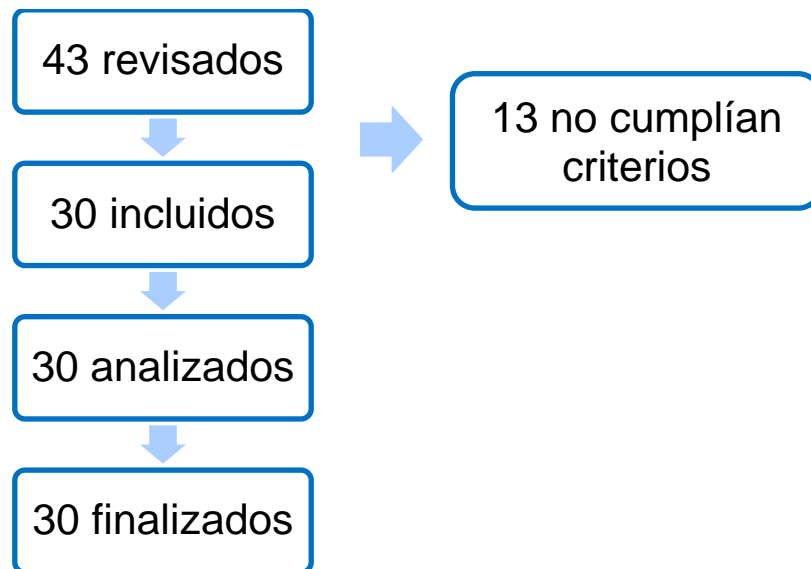 43 revisados
13 no cumplían
criterios
30 incluidos
30 analizados
30 finalizados